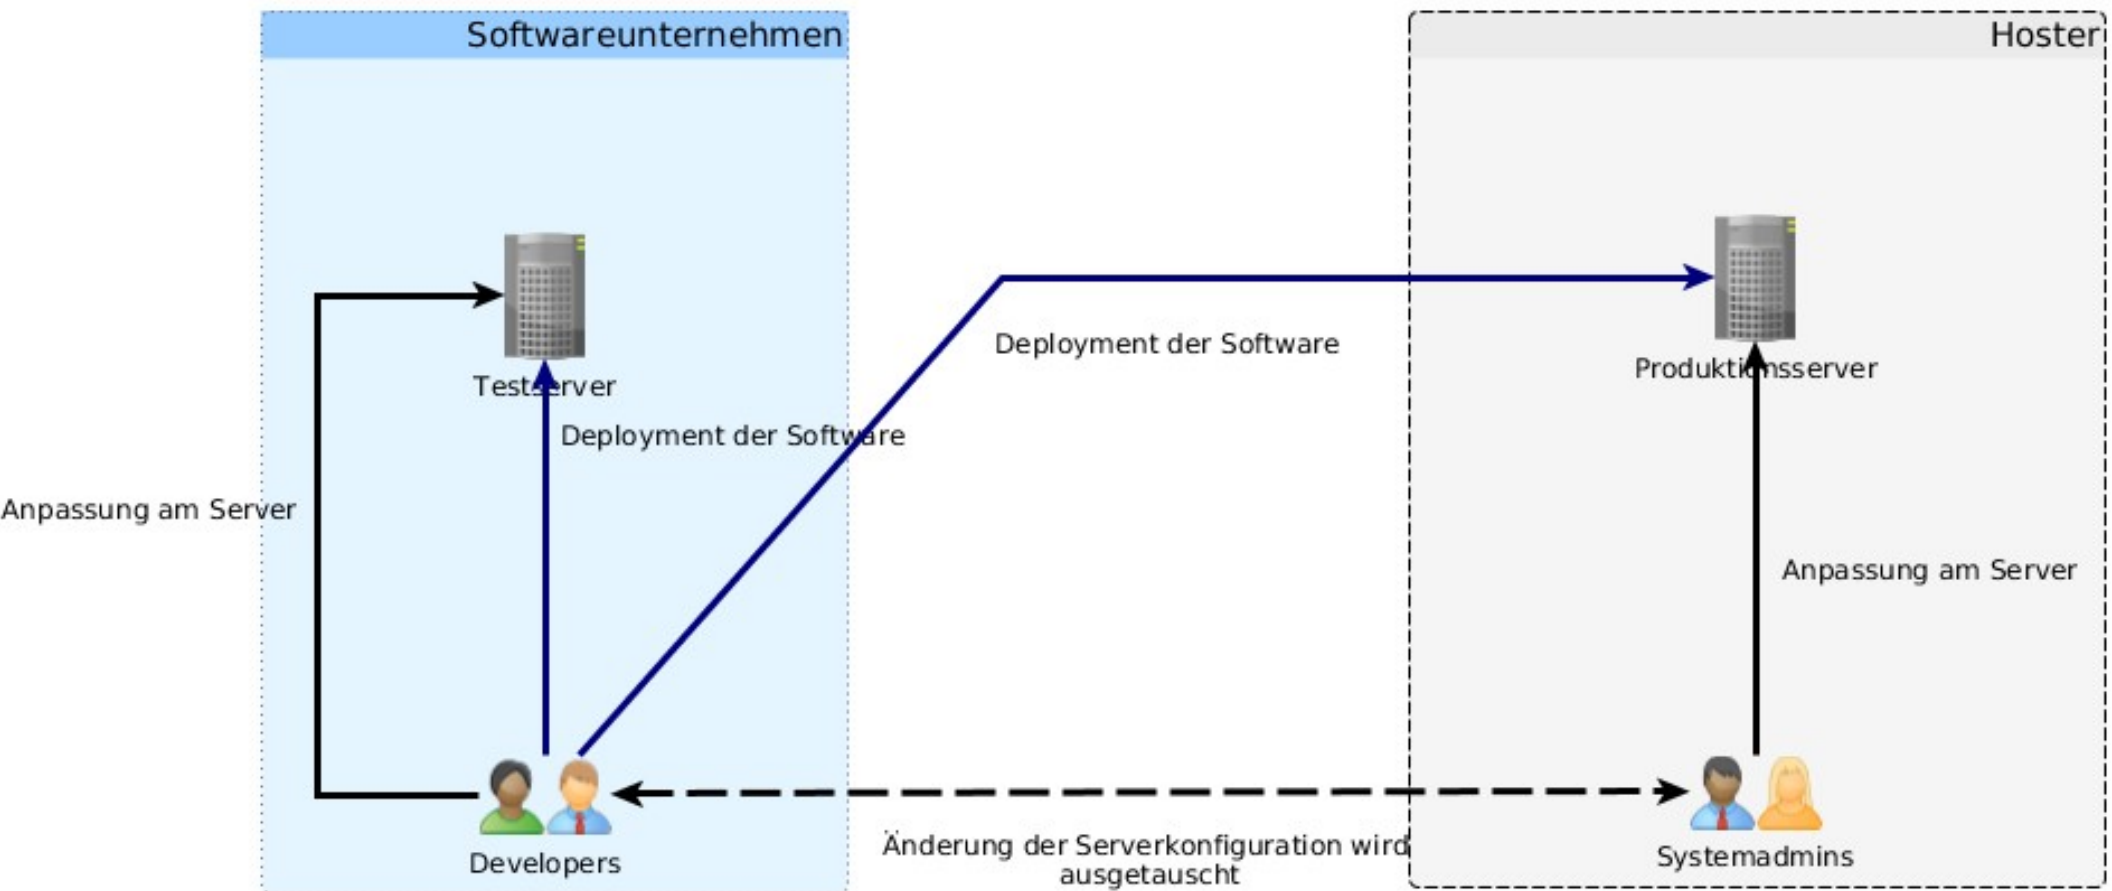 Softwareunternehmen
Hoster
Deployment der Software
Produktionsserver
Testserver
Deployment der Software
Anpassung am Server
Anpassung am Server
Änderung der Serverkonfiguration wird
ausgetauscht
Developers
Systemadmins